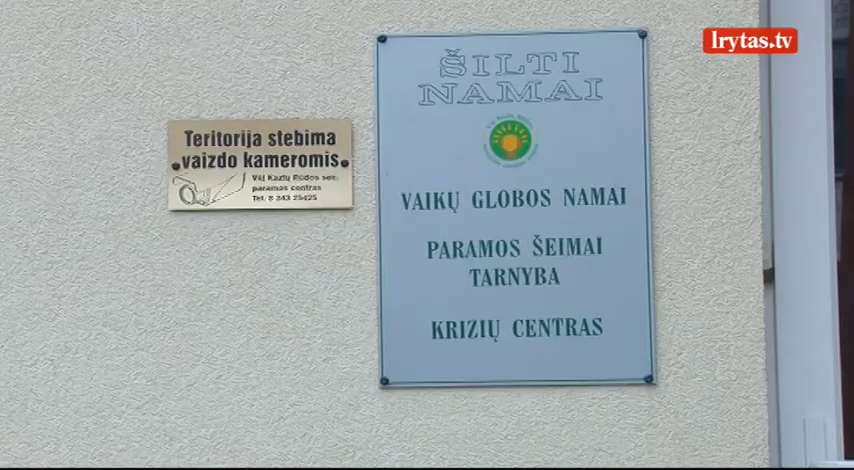 lrytas.tv
ŠILTI
NAMAI
VAIKŲ GLOBOS NAMAI
PARAMOS ŠEIMAI
TARNYBA
KRIZIŲ CENTRAS
Teritorija stebima
vaizdo kameromis
VšĮ Kazlų Rūdos soc.
paramos centras
Tel. 8 343 25425